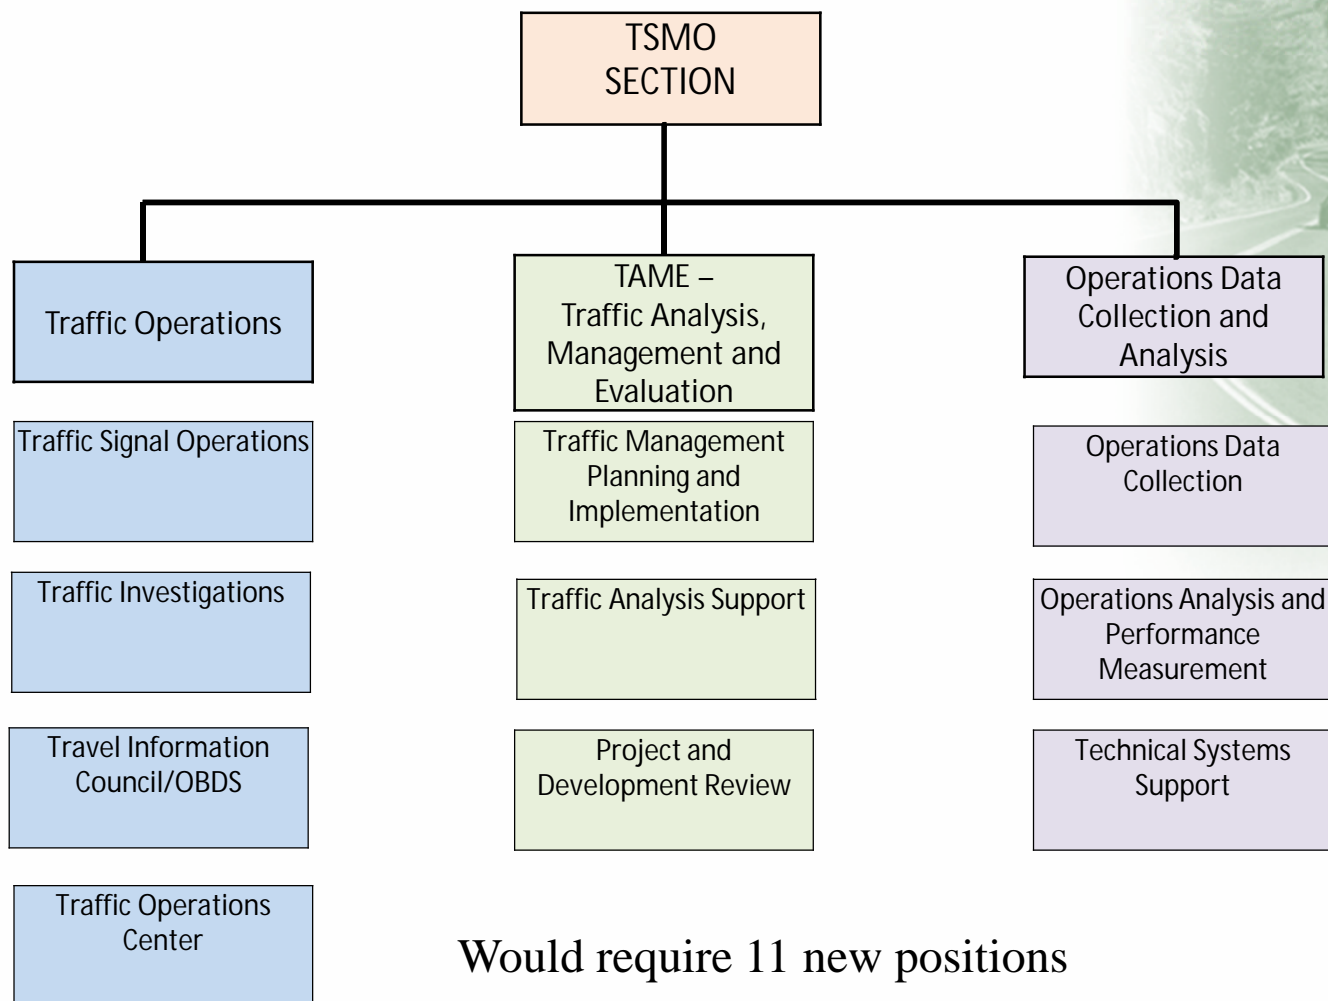 TSMO
SECTION
Traffic Operations
Traffic Signal Operations
Traffic Investigations
Travel Information
Council/OBDS
Traffic Operations
Center
TAME –
Traffic Analysis,
Management and
Evaluation
Traffic Management
Planning and
Implementation
Traffic Analysis Support
Project and
Development Review
Operations Data
Collection and
Analysis
Operations Data
Collection
Operations Analysis and
Performance
Measurement
Technical Systems
Support
Would require 11 new positions